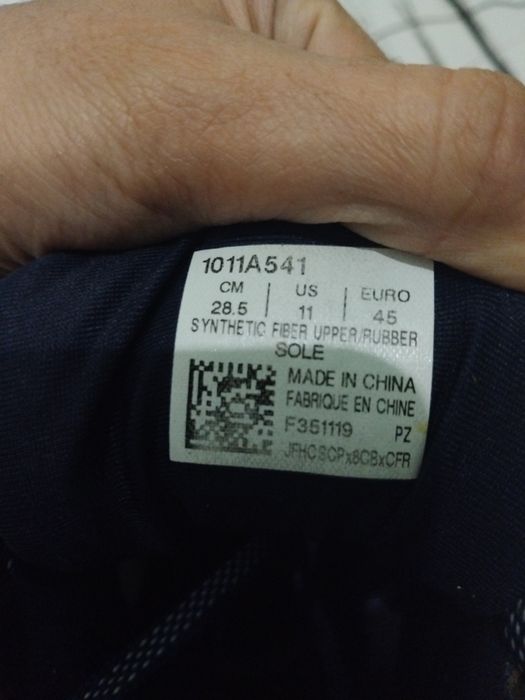 1011A541
CM | US | EURO
28.5 | 11 | 45
SYNTHETIC FIBER UPPER/RUBBER
SOLE
MADE IN CHINA
FABRIQUE EN CHINE
F351119 PZ
JFHCSCPx8CBxCFR